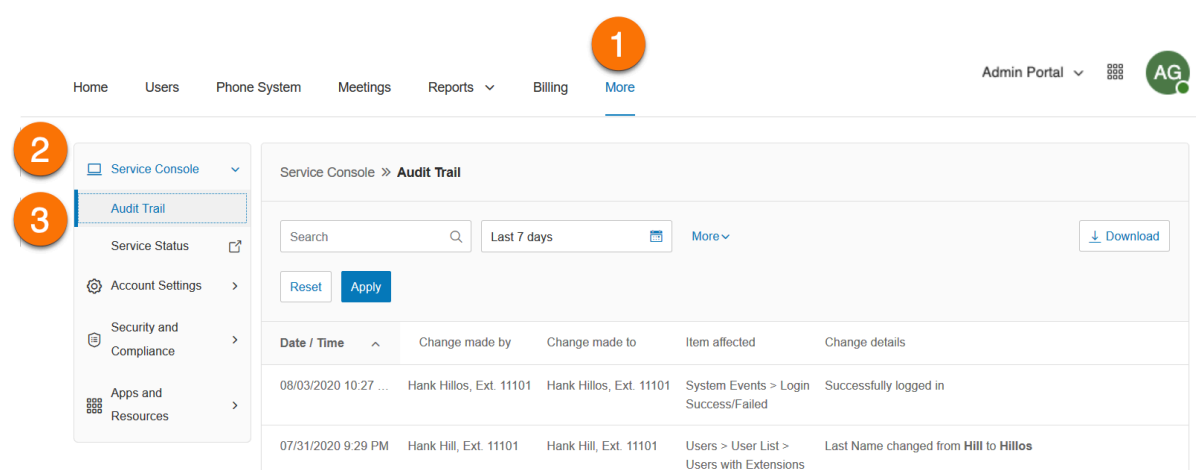 1
Home Users Phone System Meetings Reports Billing More Admin Portal AG
2
Service Console
3
Audit Trail
Service Status
Account Settings
Security and
Compliance
Apps and
Resources
Service Console » Audit Trail
Search Last 7 days More Download
Reset Apply
Date / Time Change made by Change made to Item affected Change details
08/03/2020 10:27 ... Hank Hillos, Ext. 11101 Hank Hillos, Ext. 11101 System Events > Login Successfully logged in
Success/Failed
07/31/2020 9:29 PM Hank Hill, Ext. 11101 Hank Hill, Ext. 11101 Users > User List > Last Name changed from Hill to Hillos
Users with Extensions